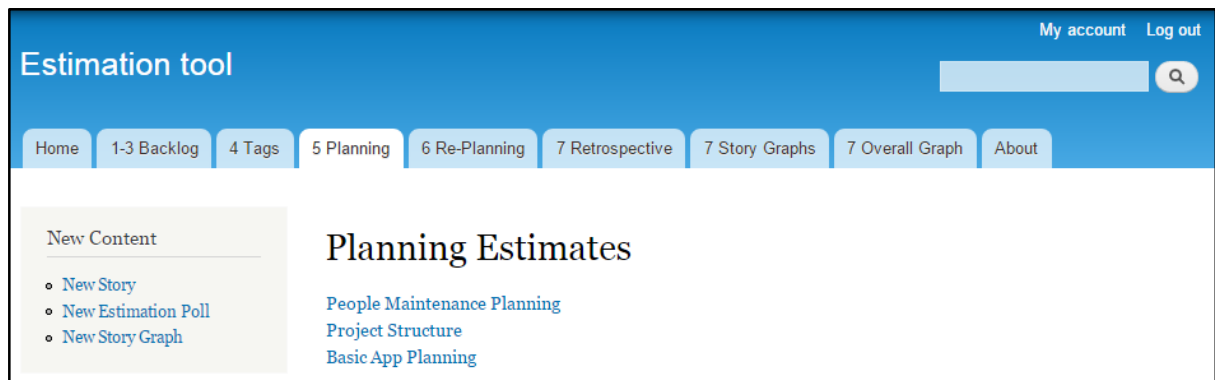 My account Log out
Estimation tool
Home 1-3 Backlog 4 Tags 5 Planning 6 Re-Planning 7 Retrospective 7 Story Graphs 7 Overall Graph About
New Content
New Story
New Estimation Poll
New Story Graph
Planning Estimates
People Maintenance Planning
Project Structure
Basic App Planning